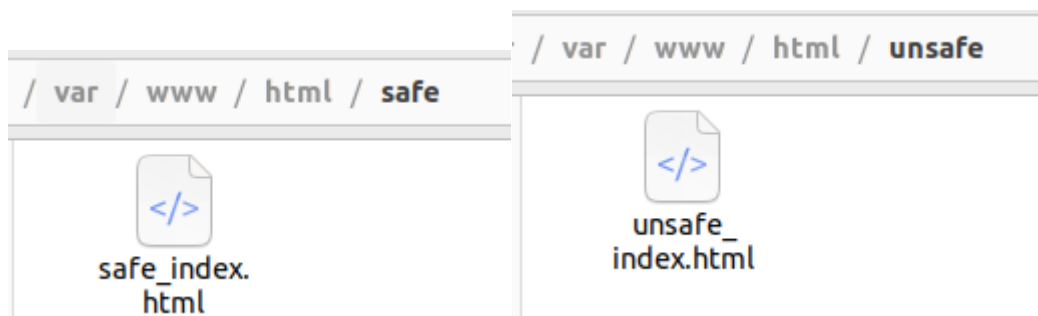 / var / www / html / safe
safe_index.
html
/ var / www / html / unsafe
unsafe_
index.html